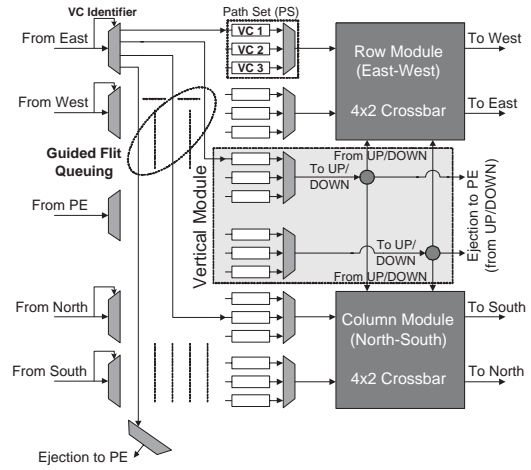 VC Identifier
Path Set (PS)
From East
VC 1
VC 2
VC 3
Row Module
(East-West)
4x2 Crossbar
To West
To East
From West
Guided Flit
Queuing
From PE
Vertical Module
From UP/DOWN
To UP/
DOWN
To UP/
DOWN
From UP/DOWN
Ejection to PE
(from UP/DOWN)
From North
From South
Column Module
(North-South)
4x2 Crossbar
To South
To North
Ejection to PE